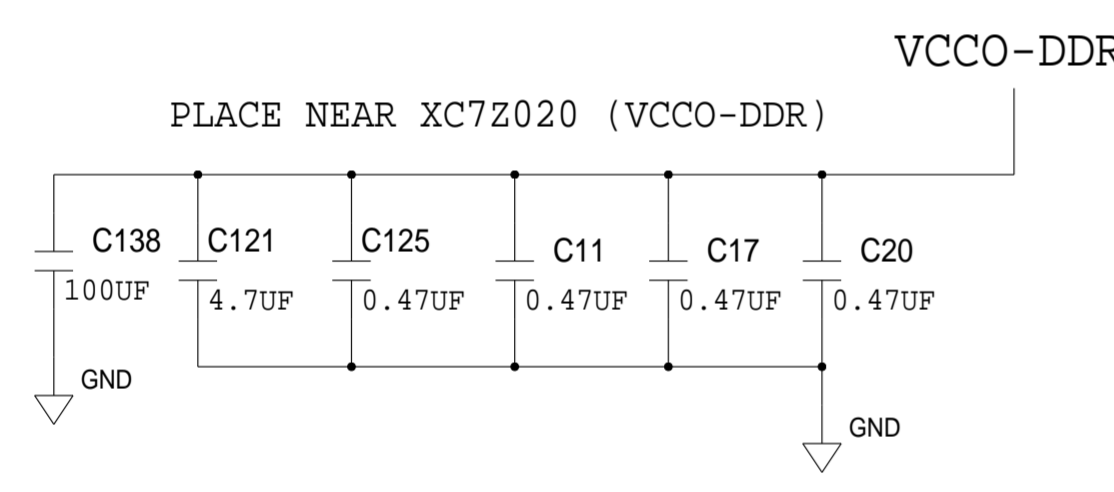 VCCO-DDR
PLACE NEAR XC7Z020 (VCCO-DDR)
C138
100UF
C121
4.7UF
C125
0.47UF
C11
0.47UF
C17
0.47UF
C20
0.47UF
GND
GND